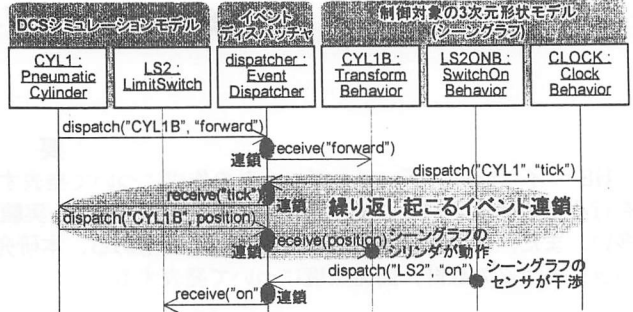 DCSシミュレーションモデル
イベント
ディスパッチャ
制御対象の3次元形状モデル
(シーングラフ)
CYL1 :
Pneumatic
Cylinder
LS2 :
LimitSwitch
dispatcher :
Event
Dispatcher
CYL1B :
Transform
Behavior
LS2ONB :
SwitchOn
Behavior
CLOCK :
Clock
Behavior
dispatch("CYL1B", "forward")
receive("forward")
連鎖
dispatch("CYL1", "tick")
receive("tick")
連鎖
繰り返し起こるイベント連鎖
dispatch("CYL1B", position)
receive(position)
連鎖
シーングラフの
シリンダが動作
dispatch("LS2", "on")
シーングラフの
センサが干渉
receive("on")
連鎖